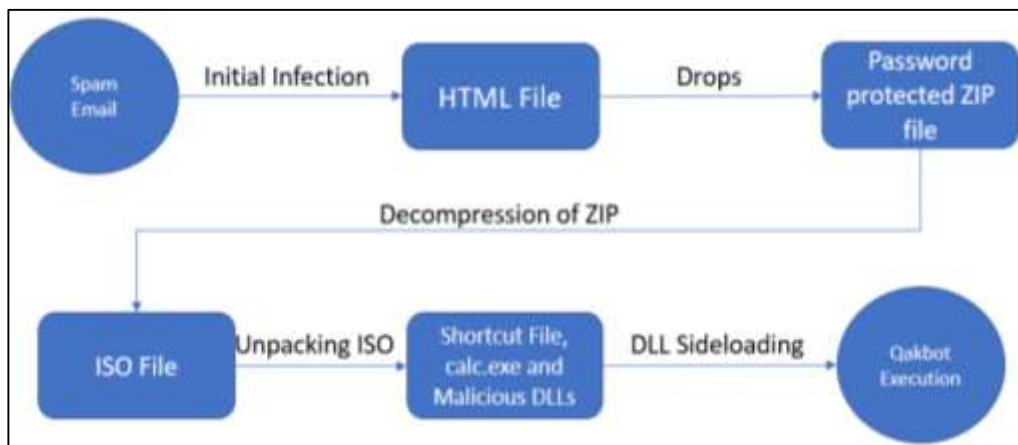 Spam
Email
Initial Infection
HTML File
Drops
Password
protected ZIP
file
Decompression of ZIP
ISO File
Unpacking ISO
Shortcut File,
calc.exe and
Malicious DLLs
DLL Sideloading
Qakbot
Execution